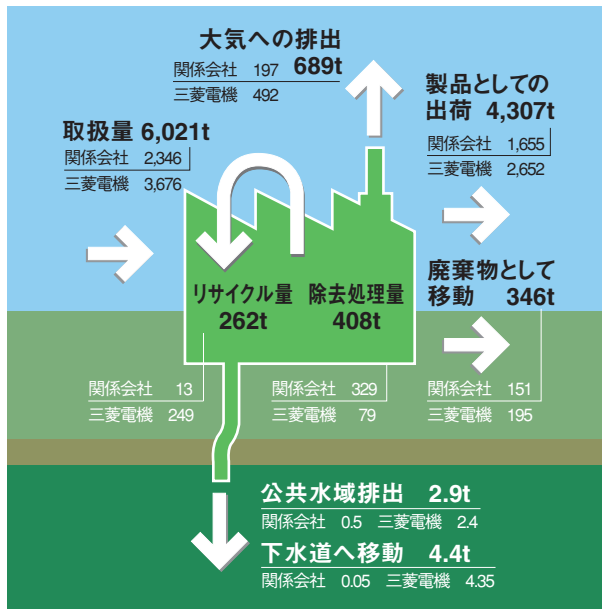 大気への排出
関係会社 197 689t
三菱電機 492
製品としての
出荷 4,307t
関係会社 1,655
三菱電機 2,652
取扱量 6,021t
関係会社 2,346
三菱電機 3,676
廃棄物として
移動 346t
リサイクル量 除去処理量
262t 408t
関係会社 13 関係会社 329 関係会社 151
三菱電機 249 三菱電機 79 三菱電機 195
公共水域排出 2.9t
関係会社 0.5 三菱電機 2.4
下水道へ移動 4.4t
関係会社 0.05 三菱電機 4.35